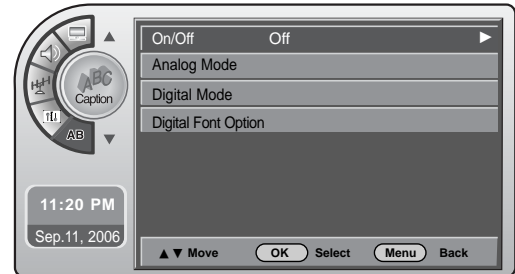 On/Off Off ►
Analog Mode
Digital Mode
Digital Font Option
ABC
Caption
AB
11:20 PM
Sep.11, 2006
▲▼ Move OK Select Menu Back